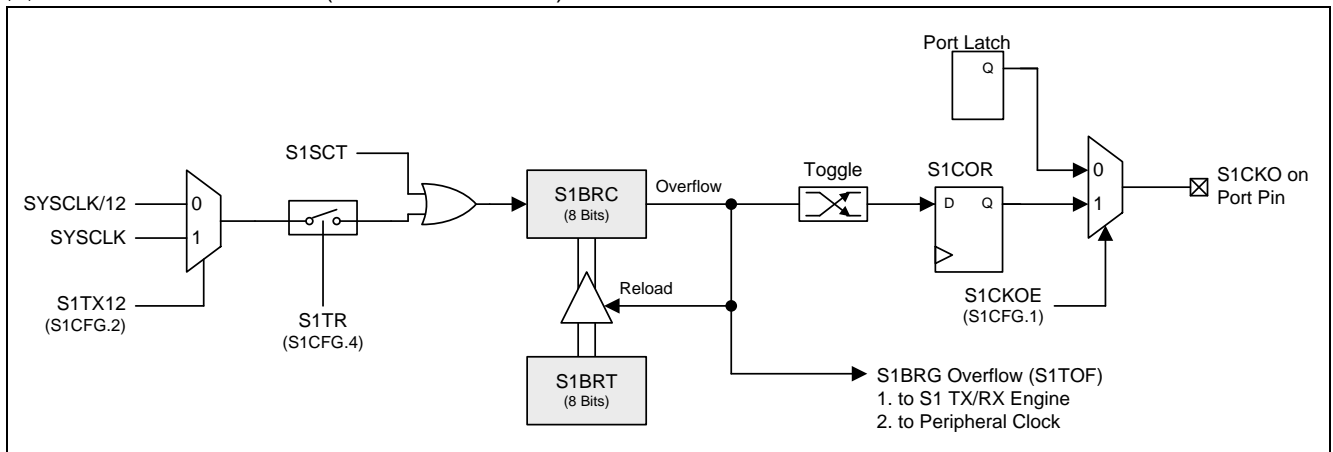 Port Latch
Q
S1SCT
Toggle
S1COR
SYSCLK/12
0
SYSCLK
1
S1BRC
(8 Bits)
Overflow
D
Q
0
1
S1CKO on
Port Pin
S1TX12
(S1CFG.2)
S1TR
(S1CFG.4)
Reload
S1CKOE
(S1CFG.1)
S1BRT
(8 Bits)
S1BRG Overflow (S1TOF)
1. to S1 TX/RX Engine
2. to Peripheral Clock